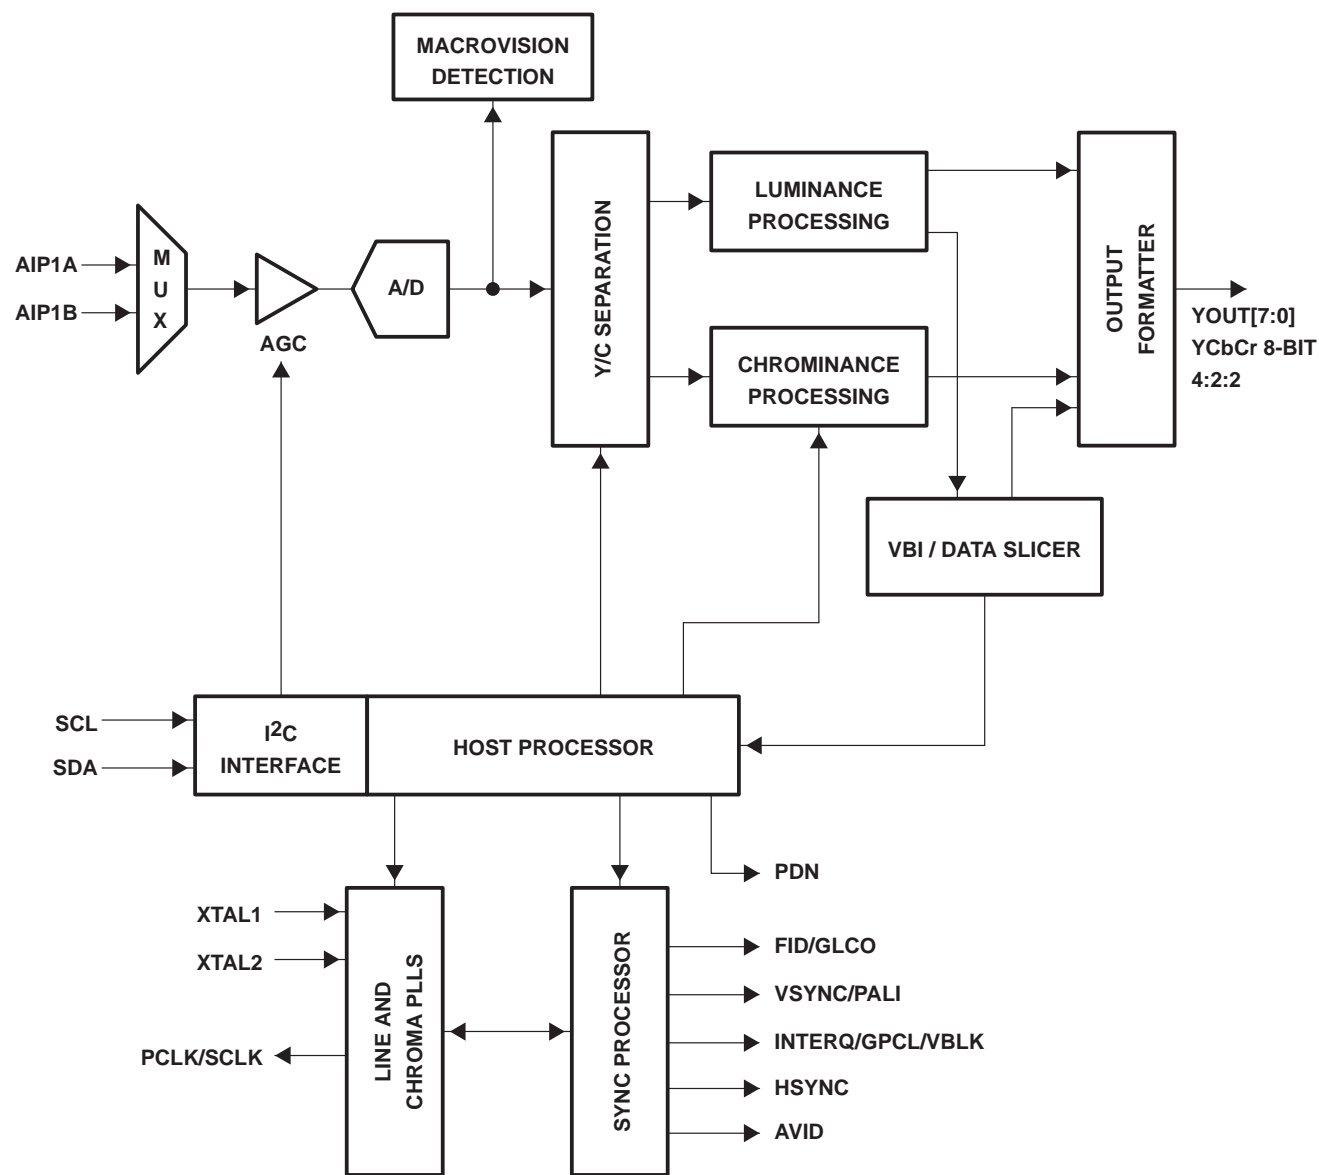 MACROVISION
DETECTION
AIP1A
AIP1B
M
U
X
AGC
A/D
Y/C SEPARATION
LUMINANCE
PROCESSING
CHROMINANCE
PROCESSING
OUTPUT
FORMATTER
YOUT[7:0]
YCbCr 8-BIT
4:2:2
VBI / DATA SLICER
SCL
SDA
I²C
INTERFACE
HOST PROCESSOR
PDN
XTAL1
XTAL2
PCLK/SCLK
LINE AND
CHROMA PLLS
SYNC PROCESSOR
FID/GLCO
VSYNC/PALI
INTERQ/GPCL/VBLK
HSYNC
AVID